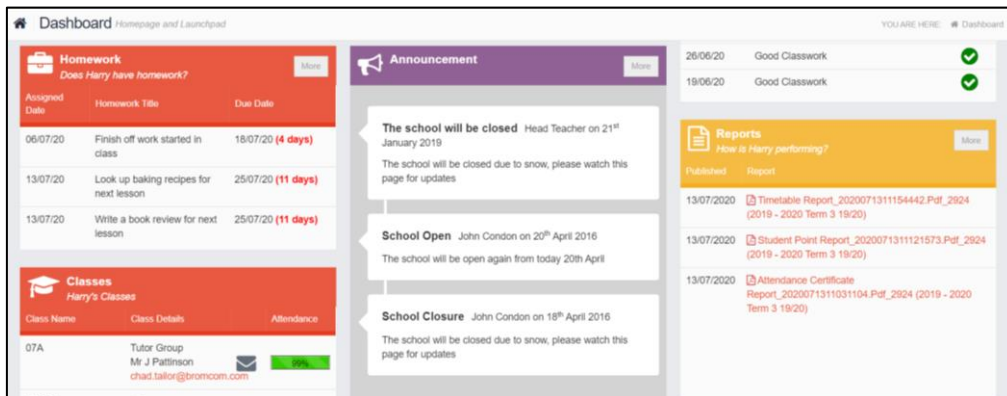 Dashboard Homepage and Launchpad
YOU ARE HERE: Dashboard
Homework
Does Harry have homework?
More
Assigned Date Homework Title Due Date
06/07/20 Finish off work started in 18/07/20 (4 days)
class
13/07/20 Look up baking recipes for 25/07/20 (11 days)
next lesson
13/07/20 Write a book review for next 25/07/20 (11 days)
lesson
Classes
Harry's Classes
Class Name Class Details Attendance
07A Tutor Group
Mr J Pattinson 99%
chad.tailor@bromcom.com
Announcement
More
The school will be closed Head Teacher on 21st
January 2019
The school will be closed due to snow, please watch this
page for updates
School Open John Condon on 20th April 2016
The school will be open again from today 20th April
School Closure John Condon on 18th April 2016
The school will be closed due to snow, please watch this
page for updates
26/06/20 Good Classwork
19/06/20 Good Classwork
Reports
How is Harry performing?
More
Published Report
13/07/2020 Timetable Report_2020071311154442.Pdf_2924
(2019 - 2020 Term 3 19/20)
13/07/2020 Student Point Report_2020071311121573.Pdf_2924
(2019 - 2020 Term 3 19/20)
13/07/2020 Attendance Certificate
Report_2020071311031104.Pdf_2924 (2019 - 2020
Term 3 19/20)